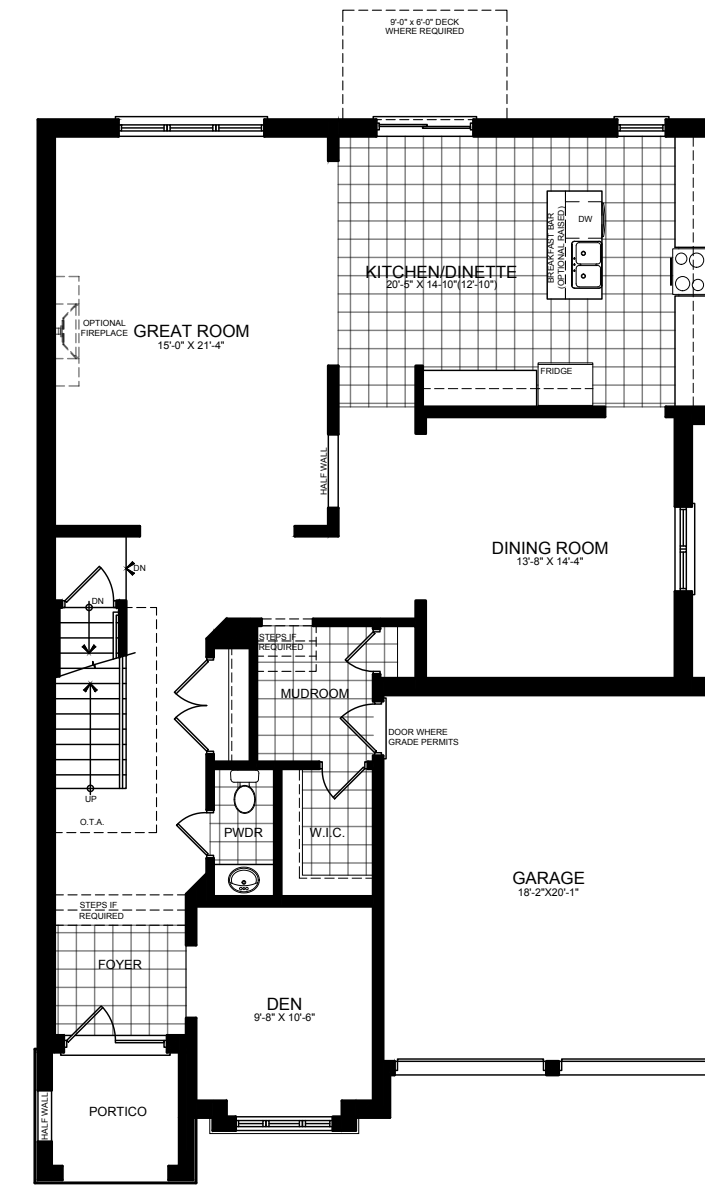 9'-0" x 6'-0" DECK
WHERE REQUIRED
BREAKFAST BAR
(OPTIONAL RAISED)
DW
KITCHEN/DINETTE
20'-5" X 14-10"(12'-10")
OPTIONAL
FIREPLACE
GREAT ROOM
15'-0" X 21'-4"
FRIDGE
HALF WALL
DINING ROOM
13'-8" X 14'-4"
DN
DN
STEPS IF
REQUIRED
MUDROOM
DOOR WHERE
GRADE PERMITS
UP
O.T.A.
PWDR
W.I.C.
GARAGE
18'-2"X20'-1"
STEPS IF
REQUIRED
FOYER
DEN
9'-8" X 10'-6"
HALF WALL
PORTICO